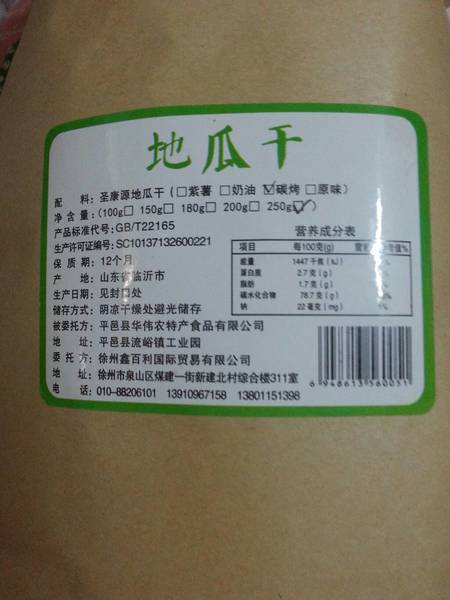 地瓜干
配 料：圣康源地瓜干（□紫薯 □奶油 ☑碳烤 □原味）
净含量：(100g□ 150g□ 180g□ 200g□ 250g☑)
产品标准代号：GB/T22165
生产许可证编号：SC10137132600221
保 质 期：12个月
产 地：山东省临沂市
生产日期：见封口处
储存方式：阴凉干燥处避光储存
被委托方：平邑县华伟农特产食品有限公司
地 址：平邑县流峪镇工业园
委 托 方：徐州鑫百利国际贸易有限公司
地 址：徐州市泉山区煤建一街新建北村综合楼311室
电 话：010-88206101 13910967158 13801151398
营养成分表
项目 每100克(g)
能量 1447千焦(kJ)
蛋白质 2.7克(g)
脂肪 1.7克(g)
碳水化合物 78.7克(g)
钠 22毫克(mg) 1%
6 948613 560051